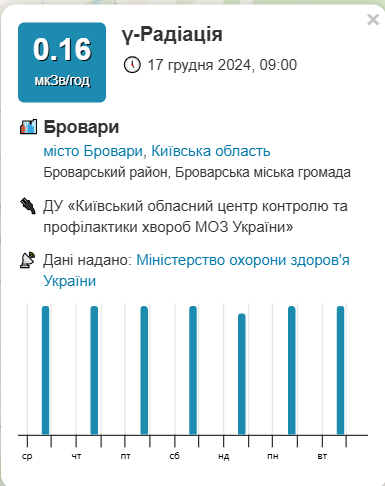 0.16
мкЗв/год
γ-Радіація
17 грудня 2024, 09:00
Бровари
місто Бровари, Київська область
Броварський район, Броварська міська громада
ДУ «Київський обласний центр контролю та
профілактики хвороб МОЗ України»
Дані надано: Міністерство охорони здоров'я
України
ср чт пт сб нд пн вт